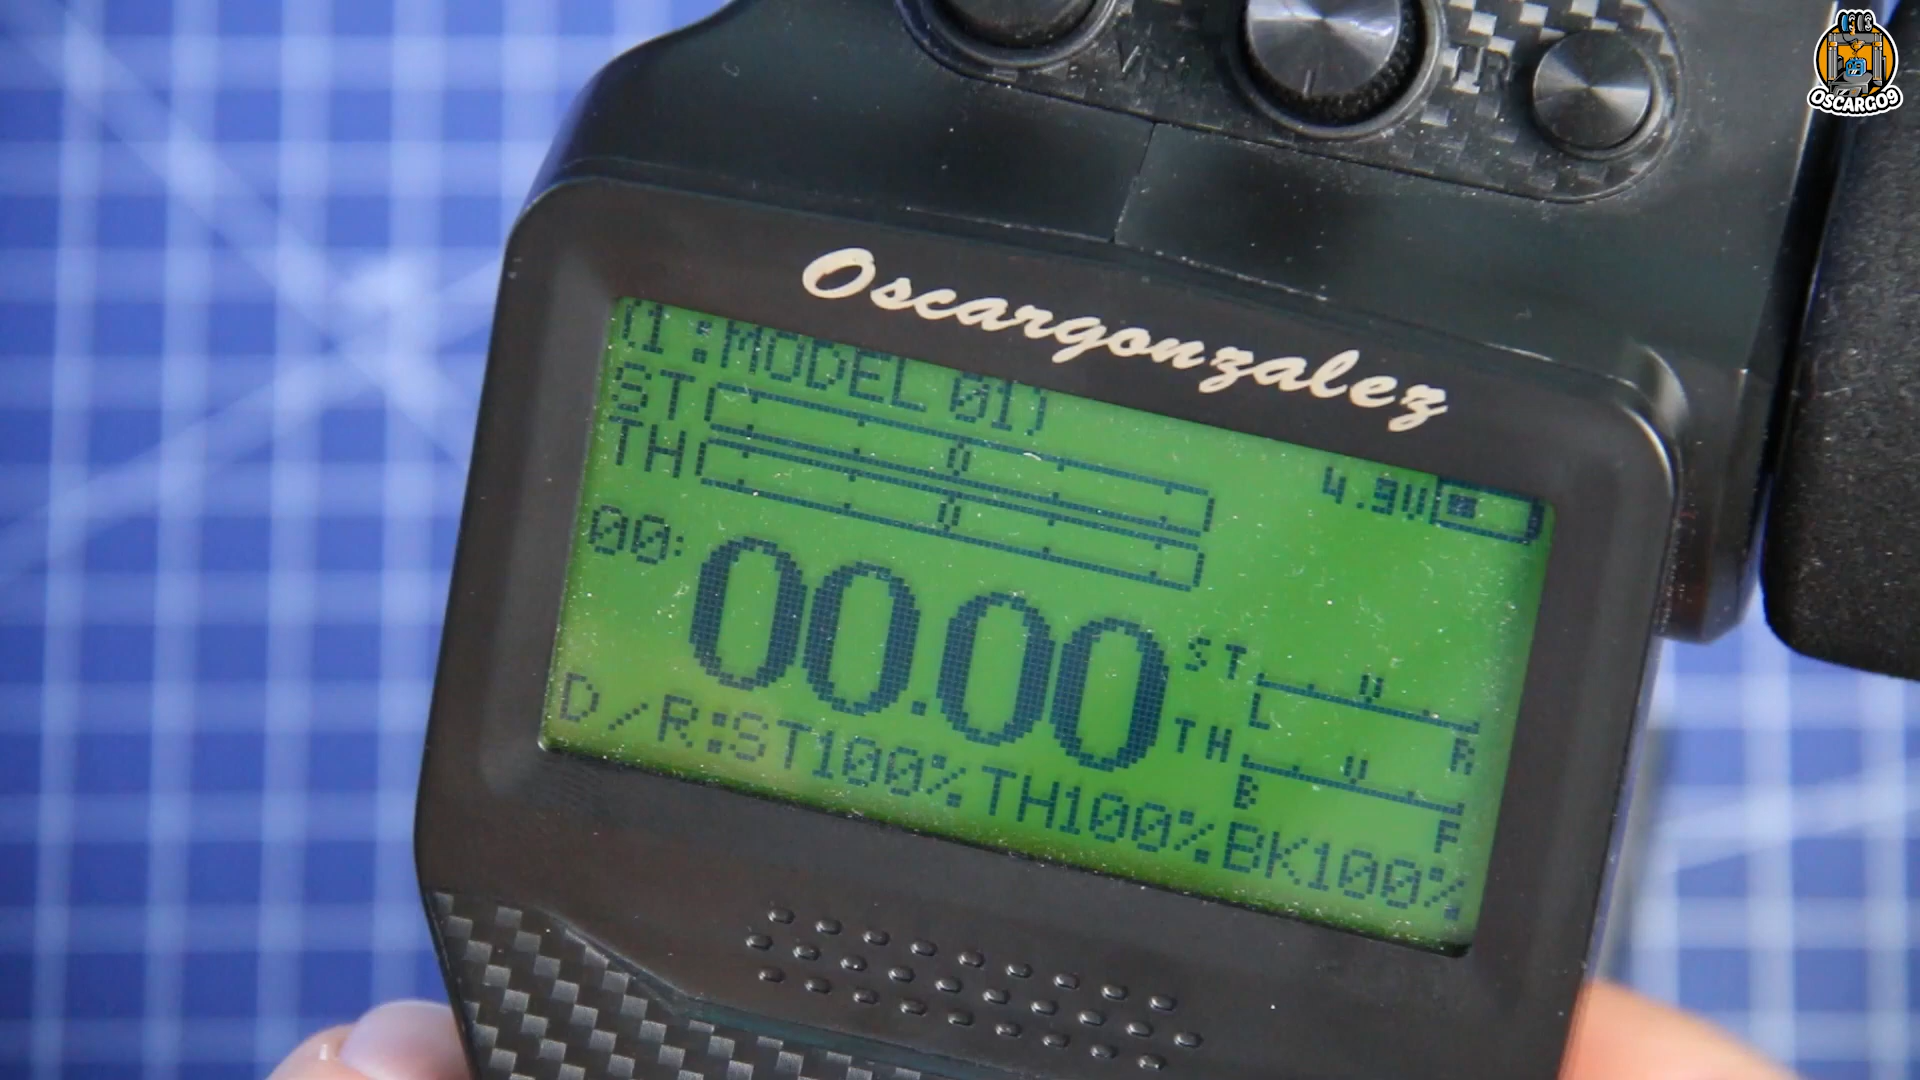 OSCARGO9
Oscargonzalez
(1:MODEL 01)
4.9V
ST
TH
00:00.00
ST
L R
TH
B F
D/R:ST100%TH100%BK100%